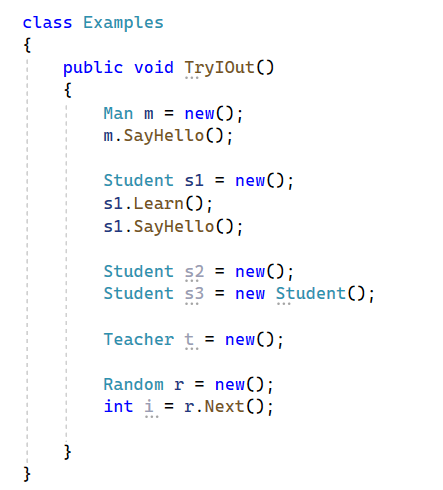 class Examples
{
    public void TryIOut()
    {
        Man m = new();
        m.SayHello();

        Student s1 = new();
        s1.Learn();
        s1.SayHello();

        Student s2 = new();
        Student s3 = new Student();

        Teacher t = new();

        Random r = new();
        int i = r.Next();

    }
}